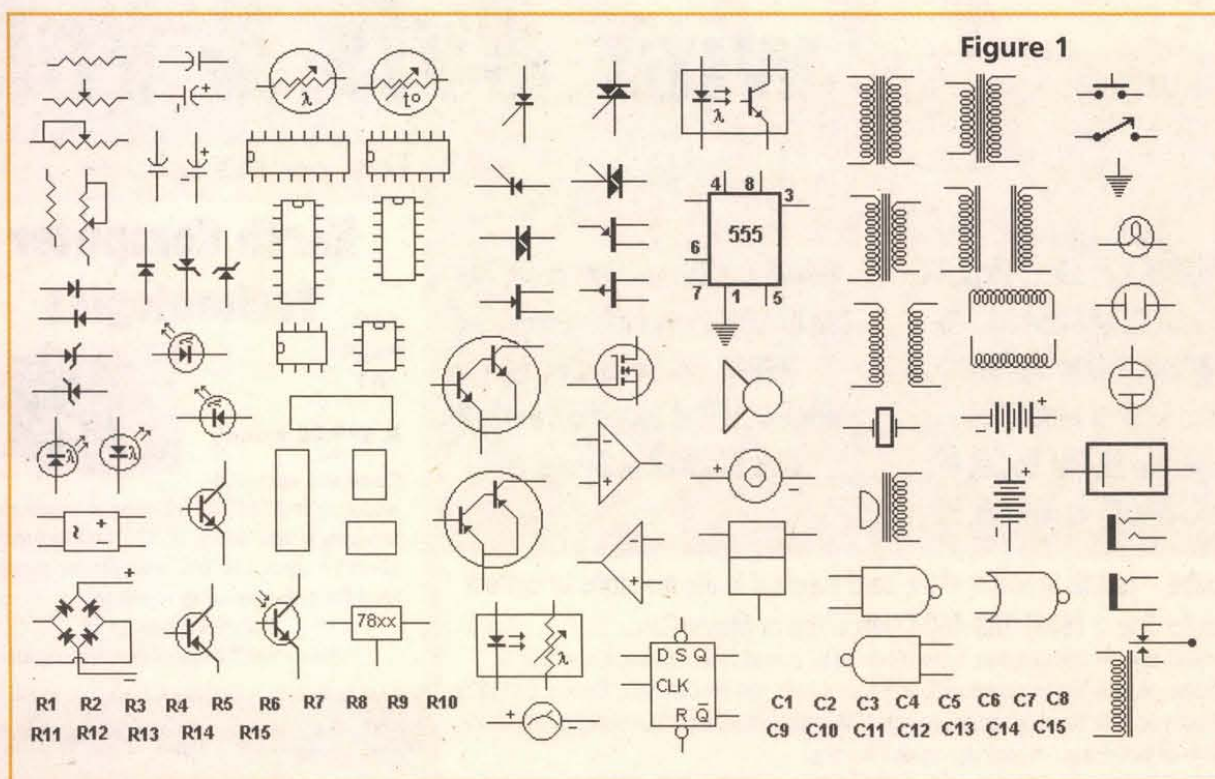 Figure 1
λ
t°
λ
+
+
-
4 8
3
555
6
7 1 5
λ
λ
λ λ
~ + -
+
-
78xx
-
+
-
+
+ -
- +
+
-
λ
+ -
D S Q
CLK
R Q̅
R1 R2 R3 R4 R5 R6 R7 R8 R9 R10
R11 R12 R13 R14 R15
C1 C2 C3 C4 C5 C6 C7 C8
C9 C10 C11 C12 C13 C14 C15